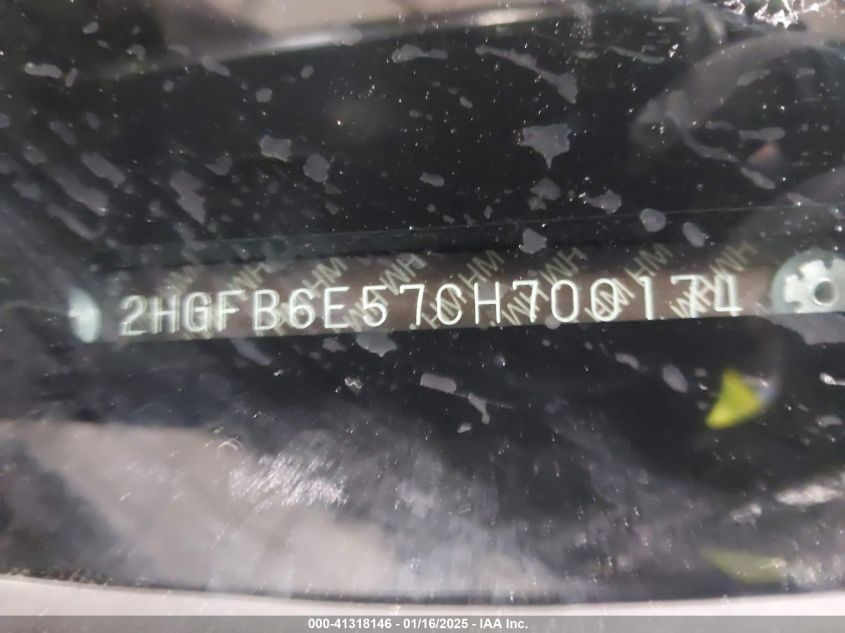 2HGFB6E57CH700174
000-41318146 - 01/16/2025 - IAA Inc.